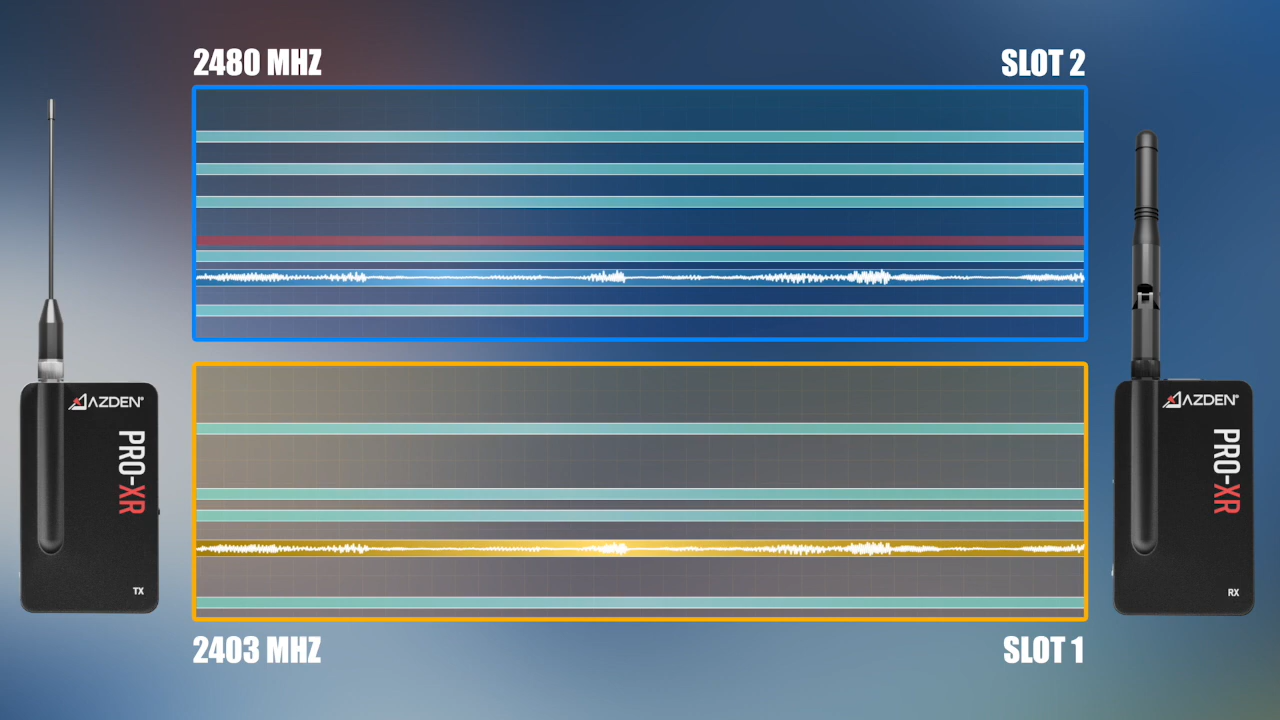 2480 MHZ
SLOT 2
AZDEN®
PRO-XR
TX
AZDEN®
PRO-XR
RX
2403 MHZ
SLOT 1